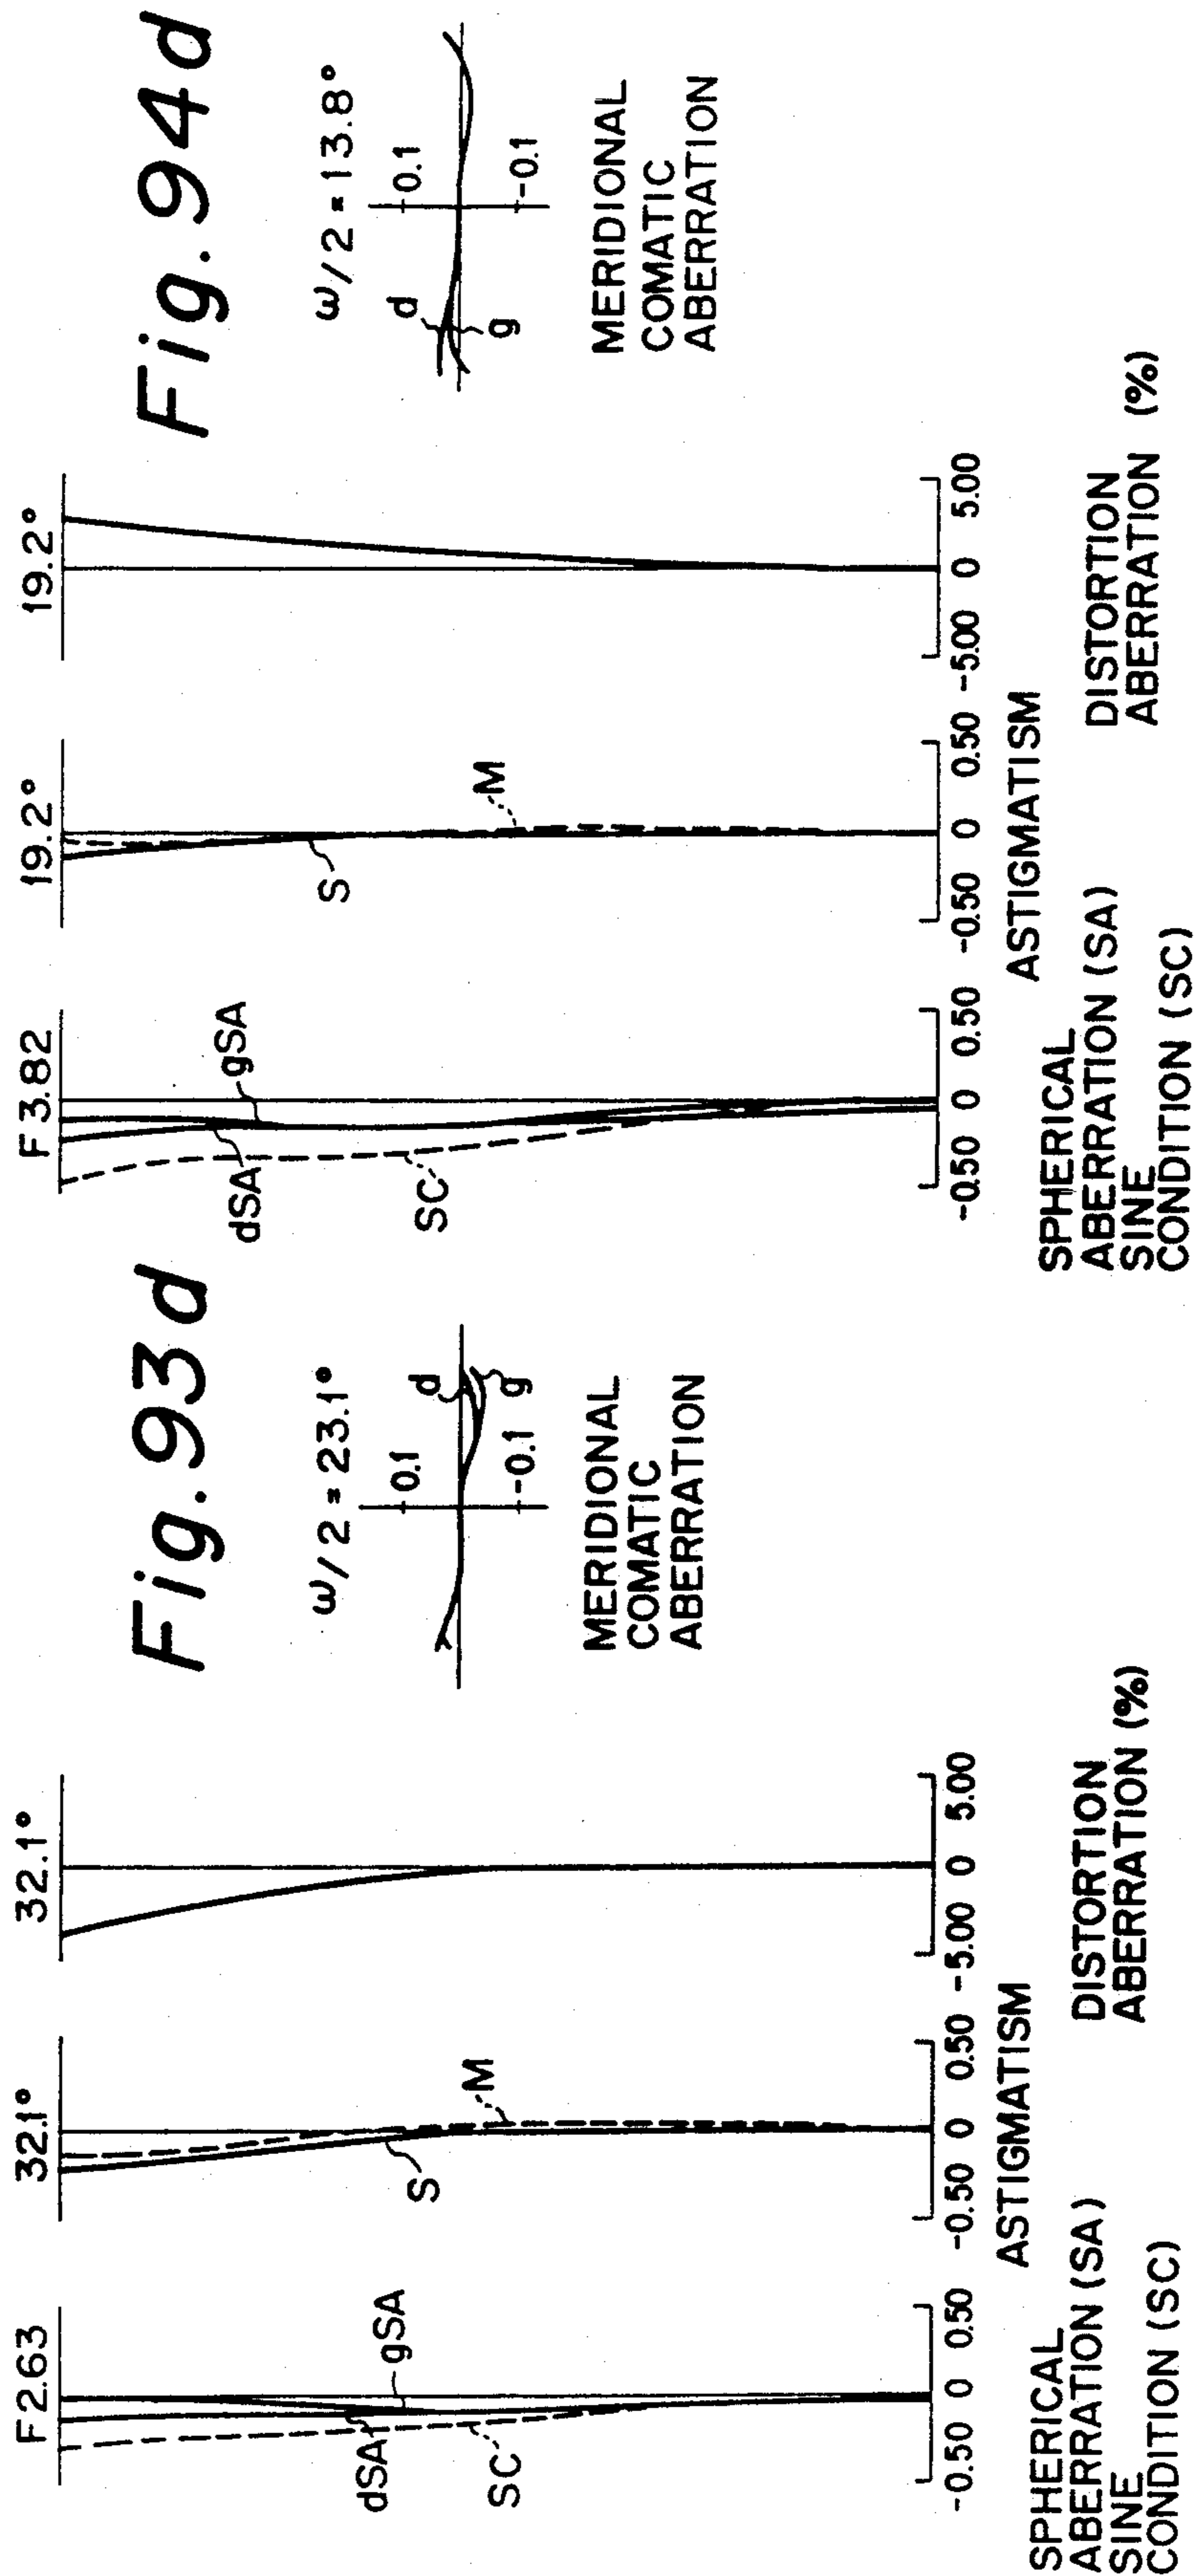 Fig. 93d
F2.63
gSA
dSA
SC
-0.50 0 0.50
SPHERICAL
ABERRATION (SA)
SINE
CONDITION (SC)
32.1°
M
S
-0.50 0 0.50
ASTIGMATISM
32.1°
-5.00 0 5.00
DISTORTION
ABERRATION (%)
ω/2 = 23.1°
0.1
d
g
-0.1
MERIDIONAL
COMATIC
ABERRATION
Fig. 94d
F3.82
gSA
dSA
SC
-0.50 0 0.50
SPHERICAL
ABERRATION (SA)
SINE
CONDITION (SC)
19.2°
M
S
-0.50 0 0.50
ASTIGMATISM
19.2°
-5.00 0 5.00
DISTORTION
ABERRATION (%)
ω/2 = 13.8°
0.1
d
g
-0.1
MERIDIONAL
COMATIC
ABERRATION